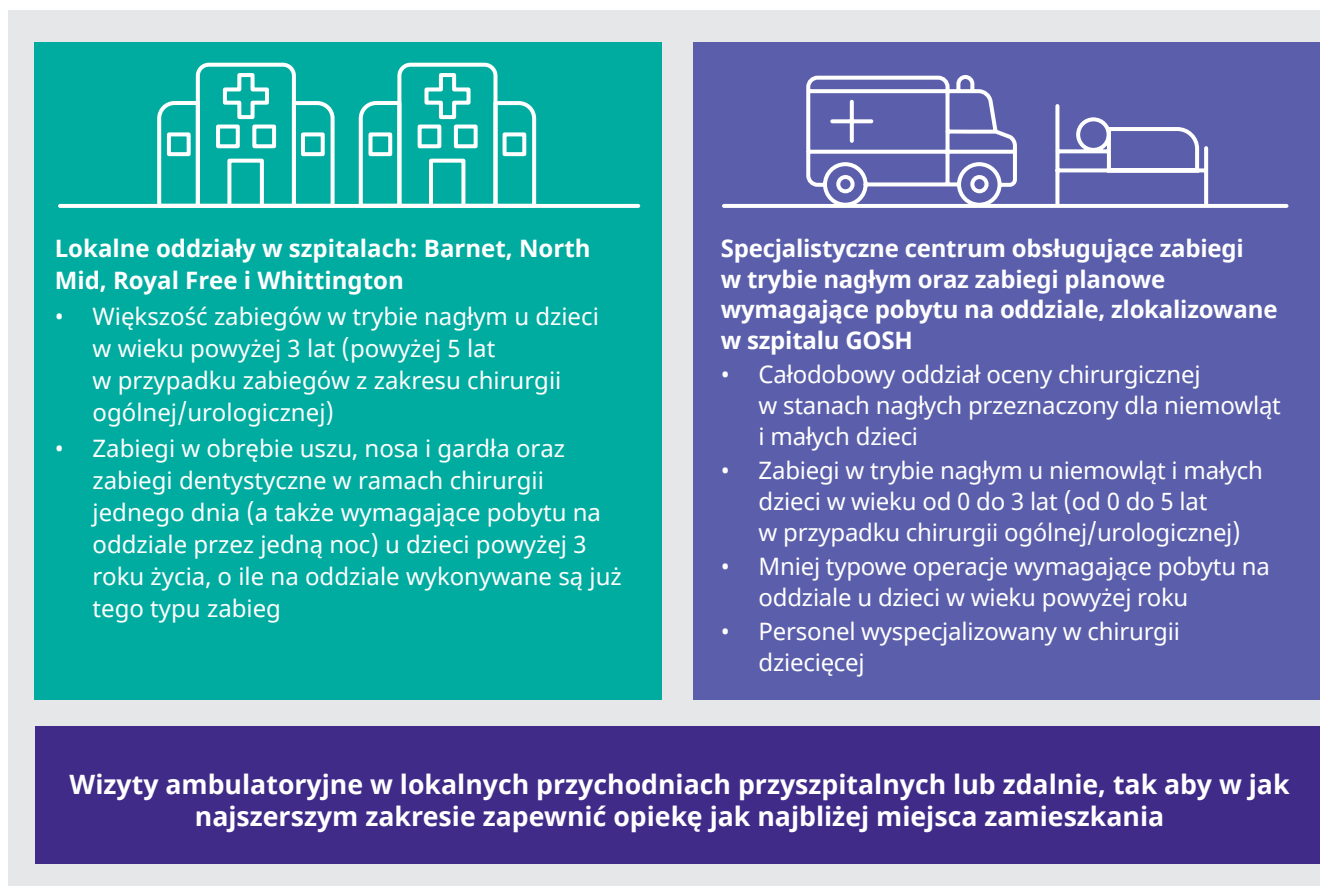 Lokalne oddziały w szpitalach: Barnet, North
Mid, Royal Free i Whittington
• Większość zabiegów w trybie nagłym u dzieci
w wieku powyżej 3 lat (powyżej 5 lat
w przypadku zabiegów z zakresu chirurgii
ogólnej/urologicznej)
• Zabiegi w obrębie uszu, nosa i gardła oraz
zabiegi dentystyczne w ramach chirurgii
jednego dnia (a także wymagające pobytu na
oddziale przez jedną noc) u dzieci powyżej 3
roku życia, o ile na oddziale wykonywane są już
tego typu zabieg
Specjalistyczne centrum obsługujące zabiegi
w trybie nagłym oraz zabiegi planowe
wymagające pobytu na oddziale, zlokalizowane
w szpitalu GOSH
• Całodobowy oddział oceny chirurgicznej
w stanach nagłych przeznaczony dla niemowląt
i małych dzieci
• Zabiegi w trybie nagłym u niemowląt i małych
dzieci w wieku od 0 do 3 lat (od 0 do 5 lat
w przypadku chirurgii ogólnej/urologicznej)
• Mniej typowe operacje wymagające pobytu na
oddziale u dzieci w wieku powyżej roku
• Personel wyspecjalizowany w chirurgii
dziecięcej
Wizyty ambulatoryjne w lokalnych przychodniach przyszpitalnych lub zdalnie, tak aby w jak
najszerszym zakresie zapewnić opiekę jak najbliżej miejsca zamieszkania